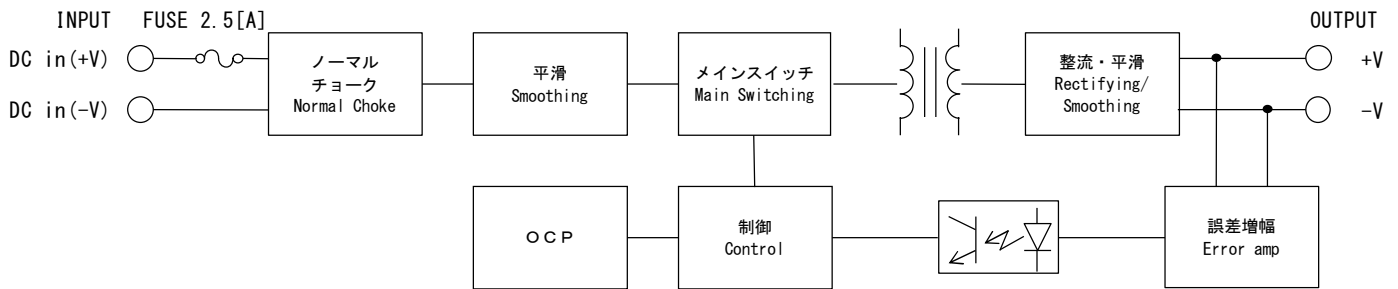 INPUT
FUSE 2.5[A]
OUTPUT
DC in(+V)
DC in(-V)
ノーマル
チョーク
Normal Choke
平滑
Smoothing
メインスイッチ
Main Switching
整流・平滑
Rectifying/
Smoothing
+V
-V
ＯＣＰ
制御
Control
誤差増幅
Error amp